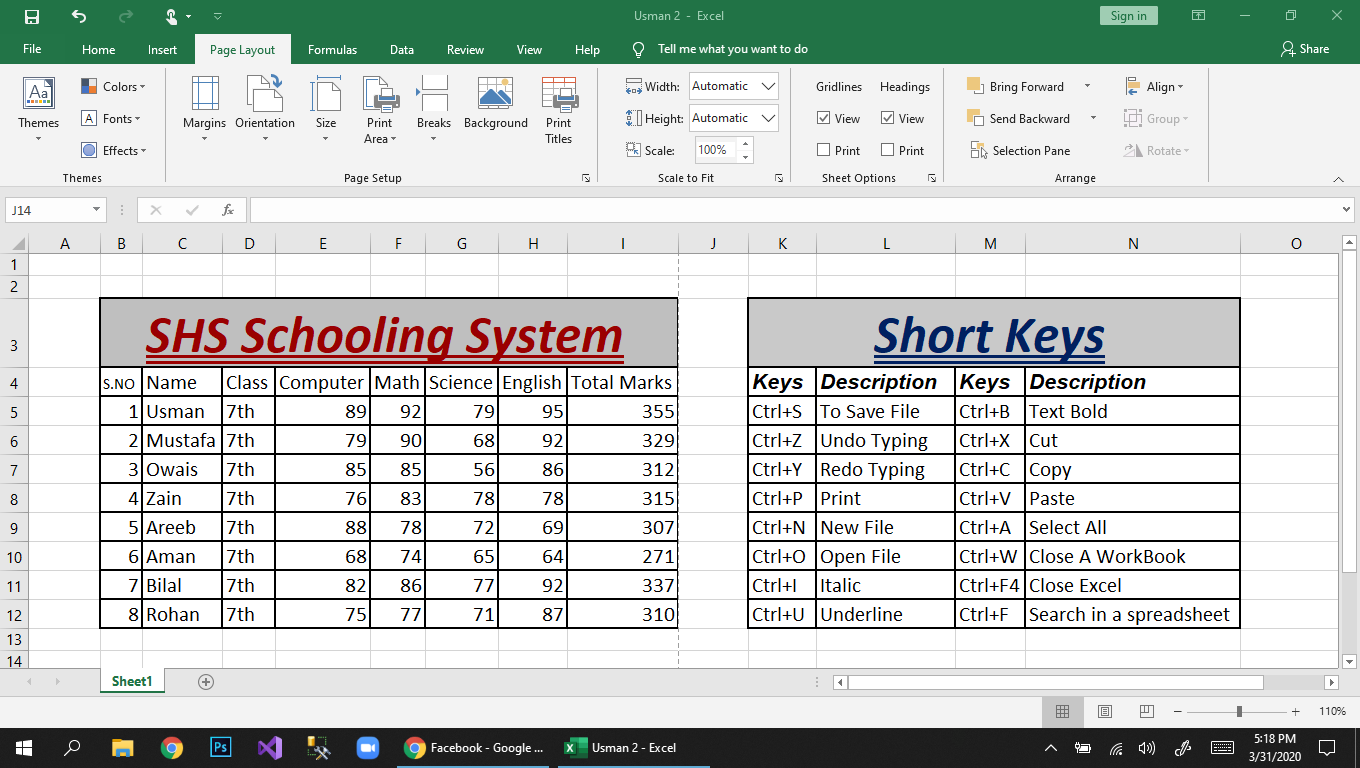 Usman 2 - Excel
Sign in
File Home Insert Page Layout Formulas Data Review View Help Tell me what you want to do Share
Themes Colors Fonts Effects
Themes
Margins Orientation Size Print Area Breaks Background Print Titles
Page Setup
Width: Automatic
Height: Automatic
Scale: 100%
Scale to Fit
Gridlines Headings
View View
Print Print
Sheet Options
Bring Forward Align
Send Backward Group
Selection Pane Rotate
Arrange
J14 fx
A B C D E F G H I J K L M N O
1
2
3 SHS Schooling System Short Keys
4 S.NO Name Class Computer Math Science English Total Marks Keys Description Keys Description
5 1 Usman 7th 89 92 79 95 355 Ctrl+S To Save File Ctrl+B Text Bold
6 2 Mustafa 7th 79 90 68 92 329 Ctrl+Z Undo Typing Ctrl+X Cut
7 3 Owais 7th 85 85 56 86 312 Ctrl+Y Redo Typing Ctrl+C Copy
8 4 Zain 7th 76 83 78 78 315 Ctrl+P Print Ctrl+V Paste
9 5 Areeb 7th 88 78 72 69 307 Ctrl+N New File Ctrl+A Select All
10 6 Aman 7th 68 74 65 64 271 Ctrl+O Open File Ctrl+W Close A WorkBook
11 7 Bilal 7th 82 86 77 92 337 Ctrl+I Italic Ctrl+F4 Close Excel
12 8 Rohan 7th 75 77 71 87 310 Ctrl+U Underline Ctrl+F Search in a spreadsheet
13
14
Sheet1
110%
Ps Facebook - Google ... Usman 2 - Excel
5:18 PM
3/31/2020